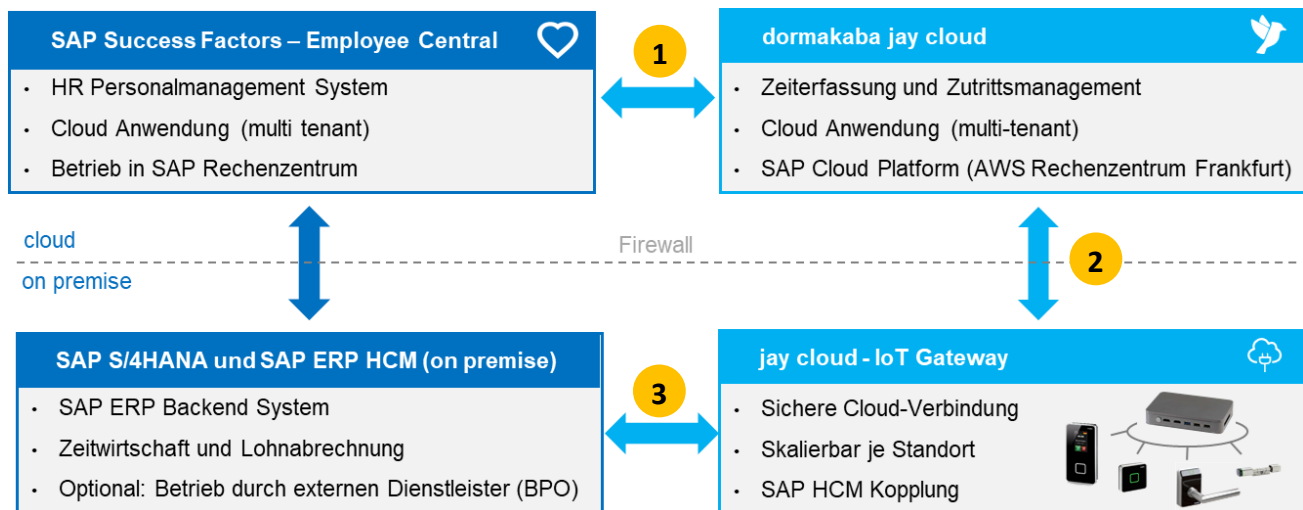 SAP Success Factors – Employee Central
• HR Personalmanagement System
• Cloud Anwendung (multi tenant)
• Betrieb in SAP Rechenzentrum
1
dormakaba jay cloud
• Zeiterfassung und Zutrittsmanagement
• Cloud Anwendung (multi-tenant)
• SAP Cloud Platform (AWS Rechenzentrum Frankfurt)
cloud
Firewall
on premise
2
SAP S/4HANA und SAP ERP HCM (on premise)
• SAP ERP Backend System
• Zeitwirtschaft und Lohnabrechnung
• Optional: Betrieb durch externen Dienstleister (BPO)
3
jay cloud - IoT Gateway
• Sichere Cloud-Verbindung
• Skalierbar je Standort
• SAP HCM Kopplung